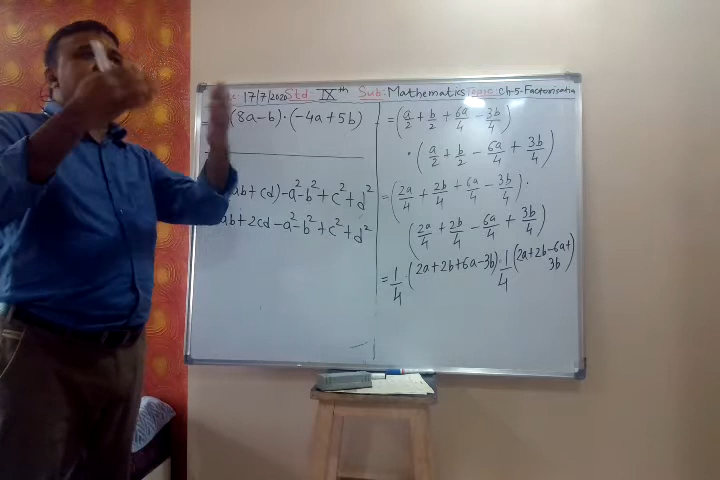 17/7/2020 Std:- IXth Sub:- Mathematics Topic: Ch-5-Factorisation
(8a-b)·(-4a+5b)
ab+cd)-a²-b²+c²+d²
ab+2cd-a²-b²+c²+d²
=(a/2+b/2+6a/4-3b/4)
·(a/2+b/2-6a/4+3b/4)
=(2a/4+2b/4+6a/4-3b/4)·
(2a/4+2b/4-6a/4+3b/4)
=1/4·(2a+2b+6a-3b)·1/4(2a+2b-6a+
3b)